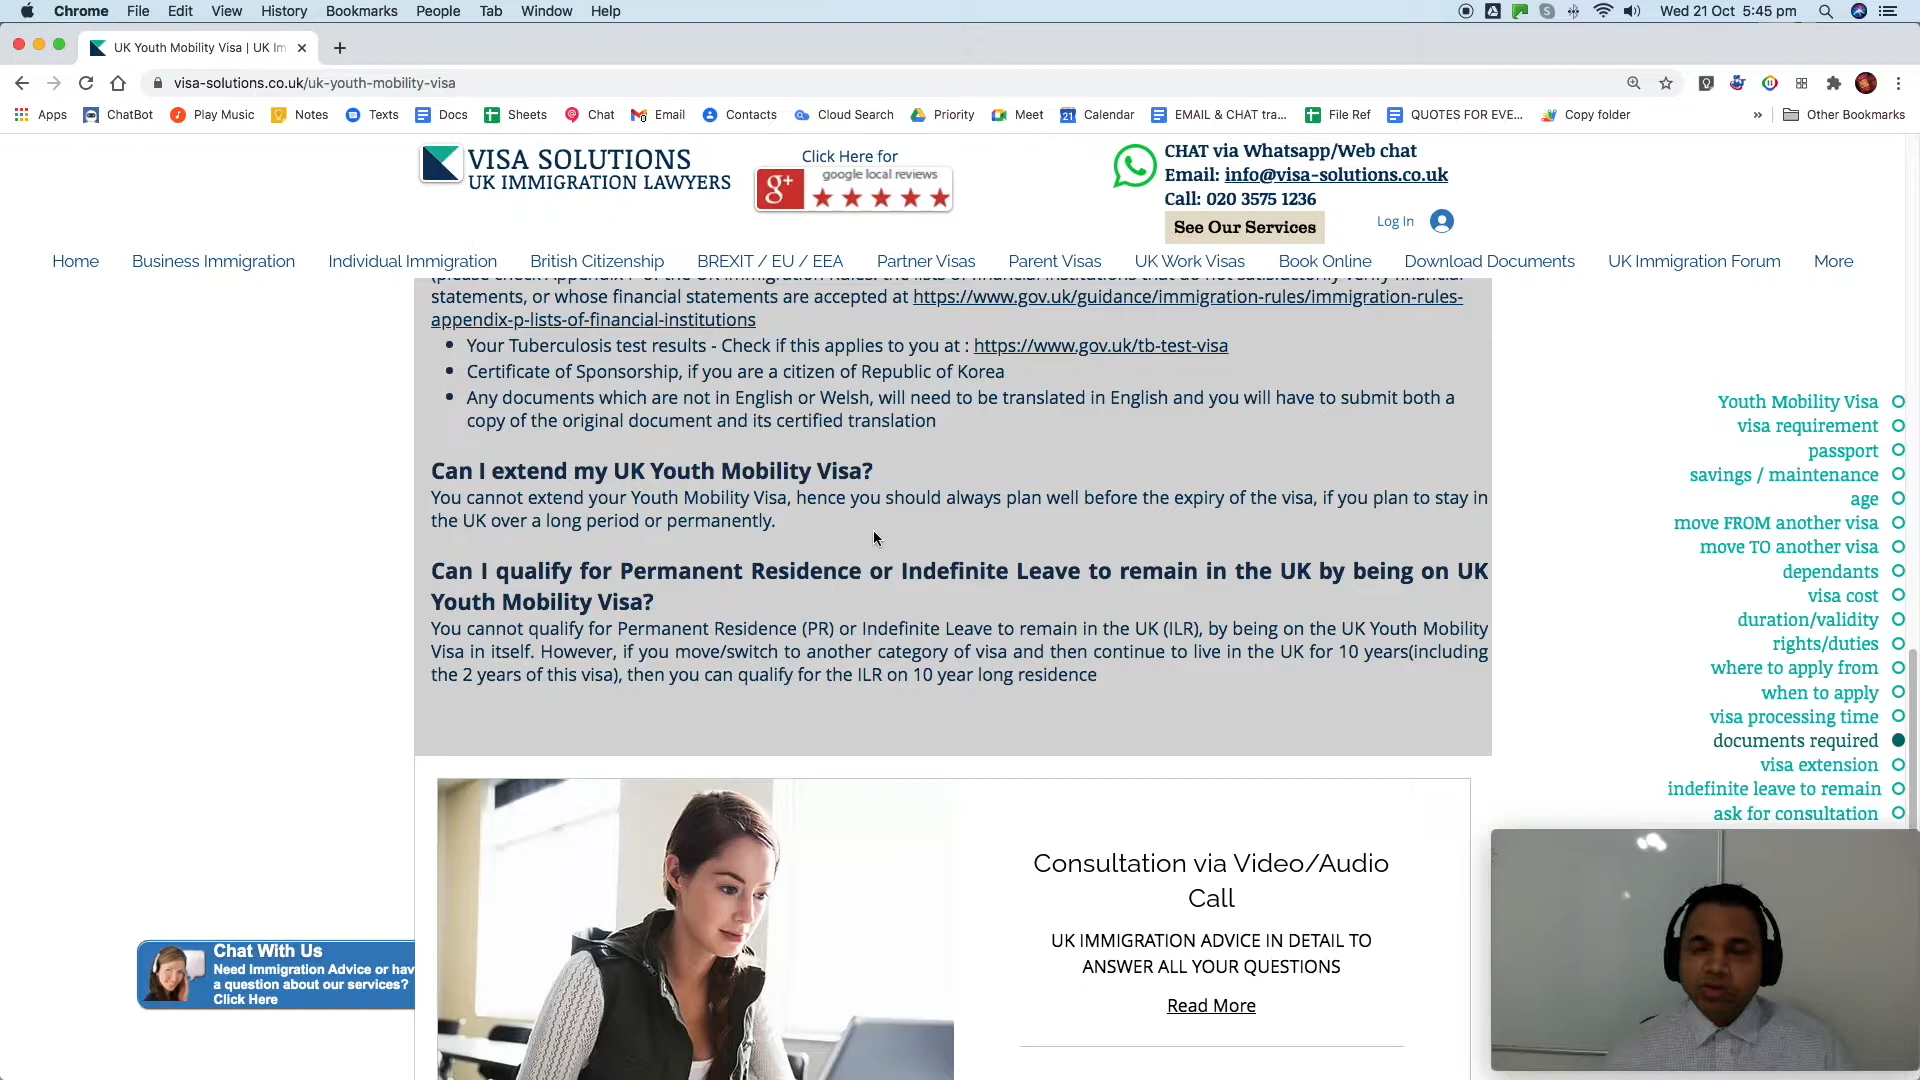 Chrome File Edit View History Bookmarks People Tab Window Help
Wed 21 Oct 5:45 pm
UK Youth Mobility Visa | UK Im
visa-solutions.co.uk/uk-youth-mobility-visa
Apps ChatBot Play Music Notes Texts Docs Sheets Chat Email Contacts Cloud Search Priority Meet Calendar EMAIL & CHAT tra... File Ref QUOTES FOR EVE... Copy folder » Other Bookmarks
VISA SOLUTIONS
UK IMMIGRATION LAWYERS
Click Here for
g+ google local reviews
CHAT via Whatsapp/Web chat
Email: info@visa-solutions.co.uk
Call: 020 3575 1236
See Our Services
Log In
Home Business Immigration Individual Immigration British Citizenship BREXIT / EU / EEA Partner Visas Parent Visas UK Work Visas Book Online Download Documents UK Immigration Forum More
statements, or whose financial statements are accepted at https://www.gov.uk/guidance/immigration-rules/immigration-rules-
appendix-p-lists-of-financial-institutions
Your Tuberculosis test results - Check if this applies to you at : https://www.gov.uk/tb-test-visa
Certificate of Sponsorship, if you are a citizen of Republic of Korea
Any documents which are not in English or Welsh, will need to be translated in English and you will have to submit both a
copy of the original document and its certified translation
Can I extend my UK Youth Mobility Visa?
You cannot extend your Youth Mobility Visa, hence you should always plan well before the expiry of the visa, if you plan to stay in
the UK over a long period or permanently.
Can I qualify for Permanent Residence or Indefinite Leave to remain in the UK by being on UK
Youth Mobility Visa?
You cannot qualify for Permanent Residence (PR) or Indefinite Leave to remain in the UK (ILR), by being on the UK Youth Mobility
Visa in itself. However, if you move/switch to another category of visa and then continue to live in the UK for 10 years(including
the 2 years of this visa), then you can qualify for the ILR on 10 year long residence
Youth Mobility Visa
visa requirement
passport
savings / maintenance
age
move FROM another visa
move TO another visa
dependants
visa cost
duration/validity
rights/duties
where to apply from
when to apply
visa processing time
documents required
visa extension
indefinite leave to remain
ask for consultation
Consultation via Video/Audio
Call
UK IMMIGRATION ADVICE IN DETAIL TO
ANSWER ALL YOUR QUESTIONS
Read More
Chat With Us
Need Immigration Advice or hav
a question about our services?
Click Here